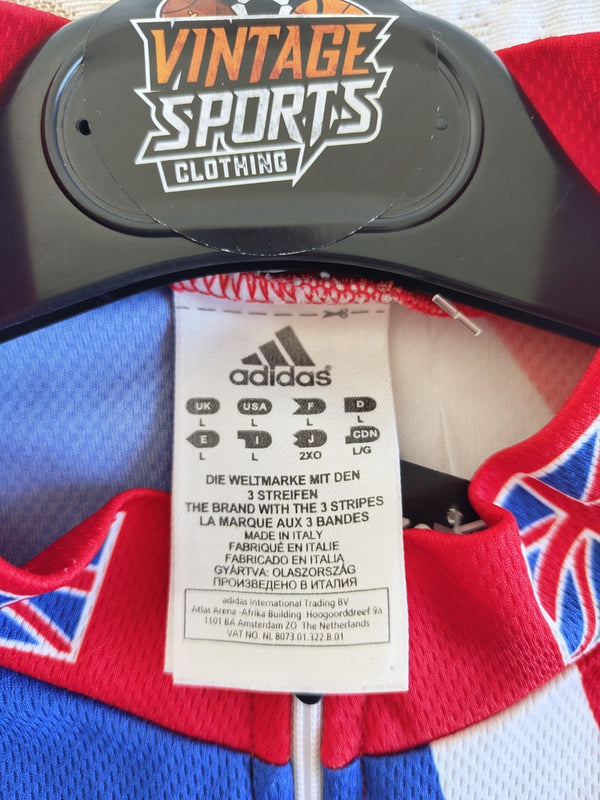 VINTAGE
SPORTS
CLOTHING
adidas®
UK USA F D
L L L L
E I J CDN
L L 2XO L/G
DIE WELTMARKE MIT DEN
3 STREIFEN
THE BRAND WITH THE 3 STRIPES
LA MARQUE AUX 3 BANDES
MADE IN ITALY
FABRIQUÉ EN ITALIE
FABRICADO EN ITALIA
GYÁRTVA: OLASZORSZÁG
ПРОИЗВЕДЕНО В ИТАЛИЯ
adidas International Trading BV
Atlas Arena -Afrika Building Hoogoorddreef 9a
1101 BA Amsterdam ZO The Netherlands
VAT NO. NL 8073.01.322.B.01